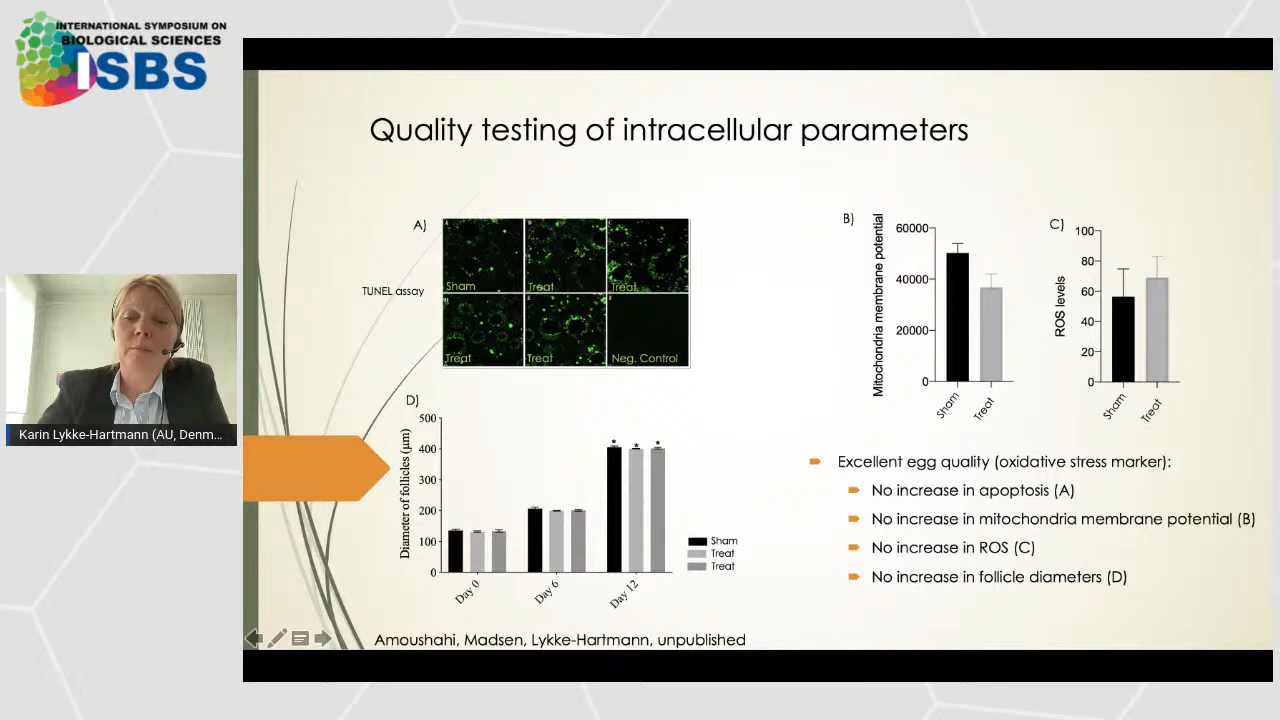 INTERNATIONAL SYMPOSIUM ON
BIOLOGICAL SCIENCES
ISBS
Quality testing of intracellular parameters
A)
TUNEL assay
Sham
Treat
Treat
Treat
Treat
Neg. Control
B)
Mitochondria membrane potential
60000
40000
20000
0
Sham
Treat
C)
ROS levels
100
80
60
40
20
0
Sham
Treat
Karin Lykke-Hartmann (AU, Denm...
D)
Diameter of follicles (μm)
500
400
300
200
100
0
* * *
Day 0
Day 6
Day 12
Sham
Treat
Treat
Excellent egg quality (oxidative stress marker):
No increase in apoptosis (A)
No increase in mitochondria membrane potential (B)
No increase in ROS (C)
No increase in follicle diameters (D)
Amoushahi, Madsen, Lykke-Hartmann, unpublished